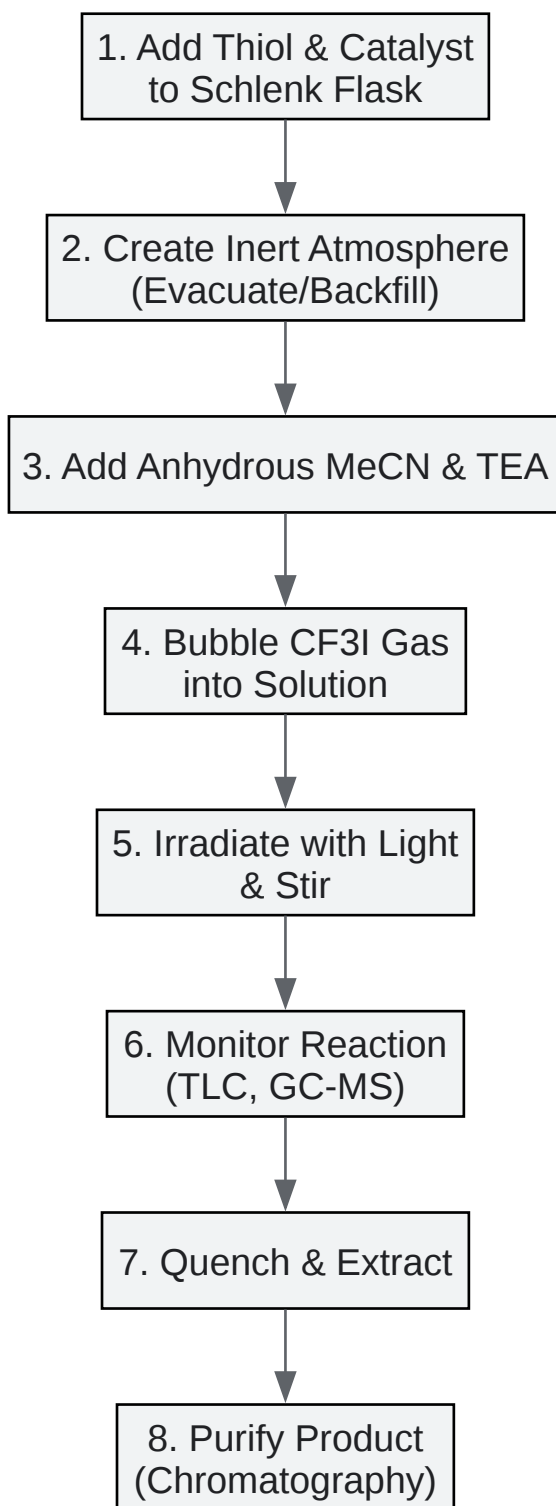 1. Add Thiol & Catalyst
to Schlenk Flask
2. Create Inert Atmosphere
(Evacuate/Backfill)
3. Add Anhydrous MeCN & TEA
4. Bubble CF3I Gas
into Solution
5. Irradiate with Light
& Stir
6. Monitor Reaction
(TLC, GC-MS)
7. Quench & Extract
8. Purify Product
(Chromatography)